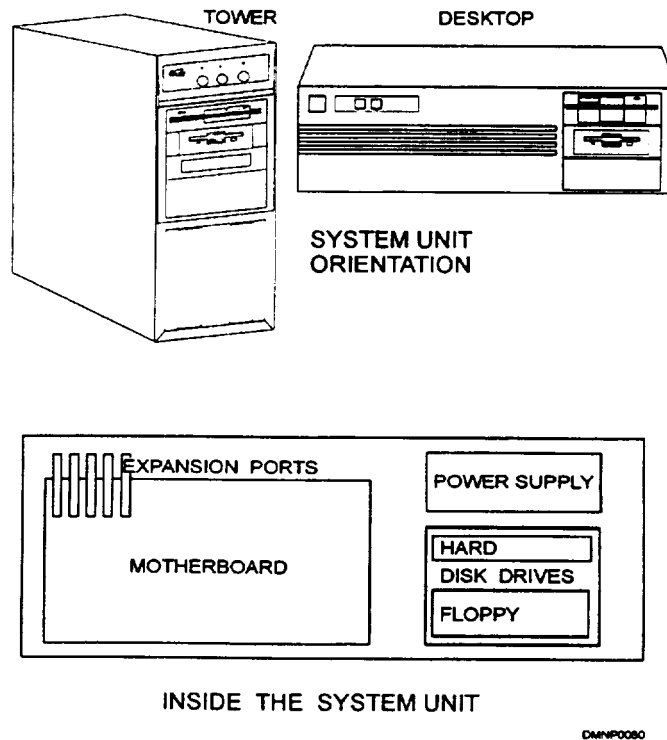 TOWER
DESKTOP
SYSTEM UNIT
ORIENTATION
EXPANSION PORTS
POWER SUPPLY
MOTHERBOARD
HARD
DISK DRIVES
FLOPPY
INSIDE THE SYSTEM UNIT
DMNP0080